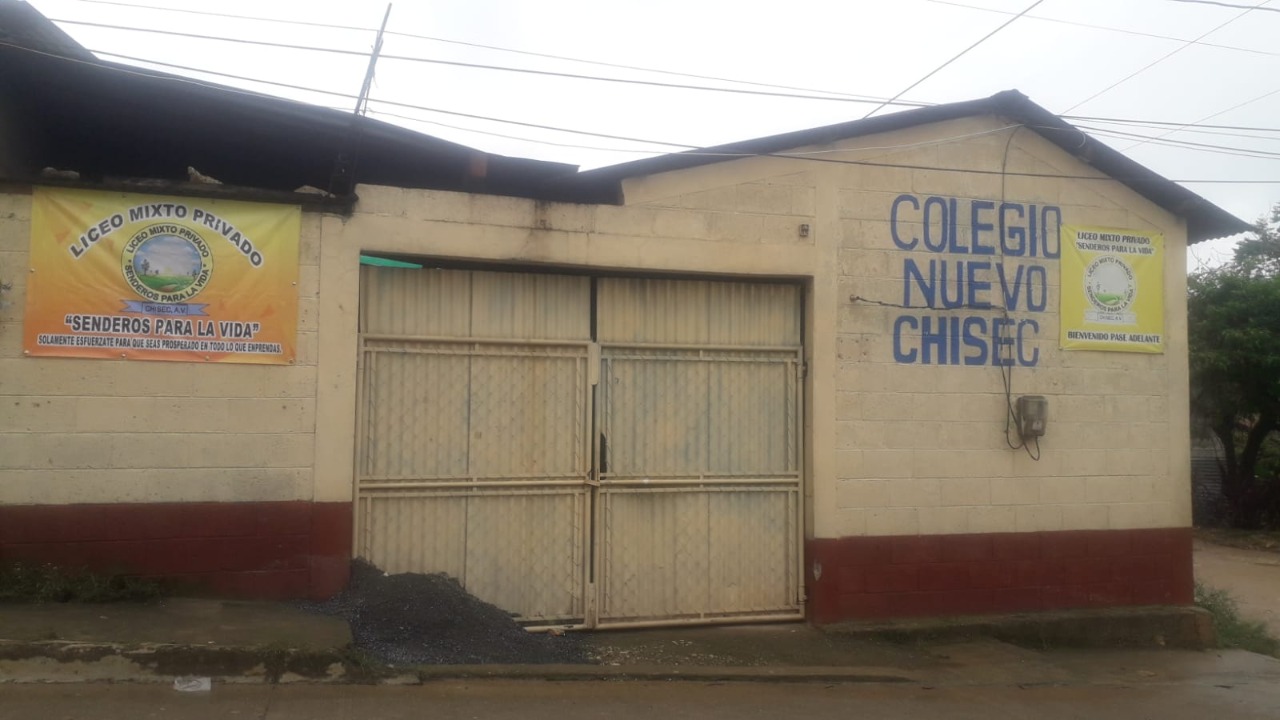 LICEO MIXTO PRIVADO
LICEO MIXTO PRIVADO
SENDEROS PARA LA VIDA
CHISEC, A.V.
“SENDEROS PARA LA VIDA”
SOLAMENTE ESFUERZATE PARA QUE SEAS PROSPERADO EN TODO LO QUE ENPRENDAS.
COLEGIO
NUEVO
CHISEC
LICEO MIXTO PRIVADO
"SENDEROS PARA LA VIDA"
CHISEC, A.V.
BIENVENIDO PASE ADELANTE